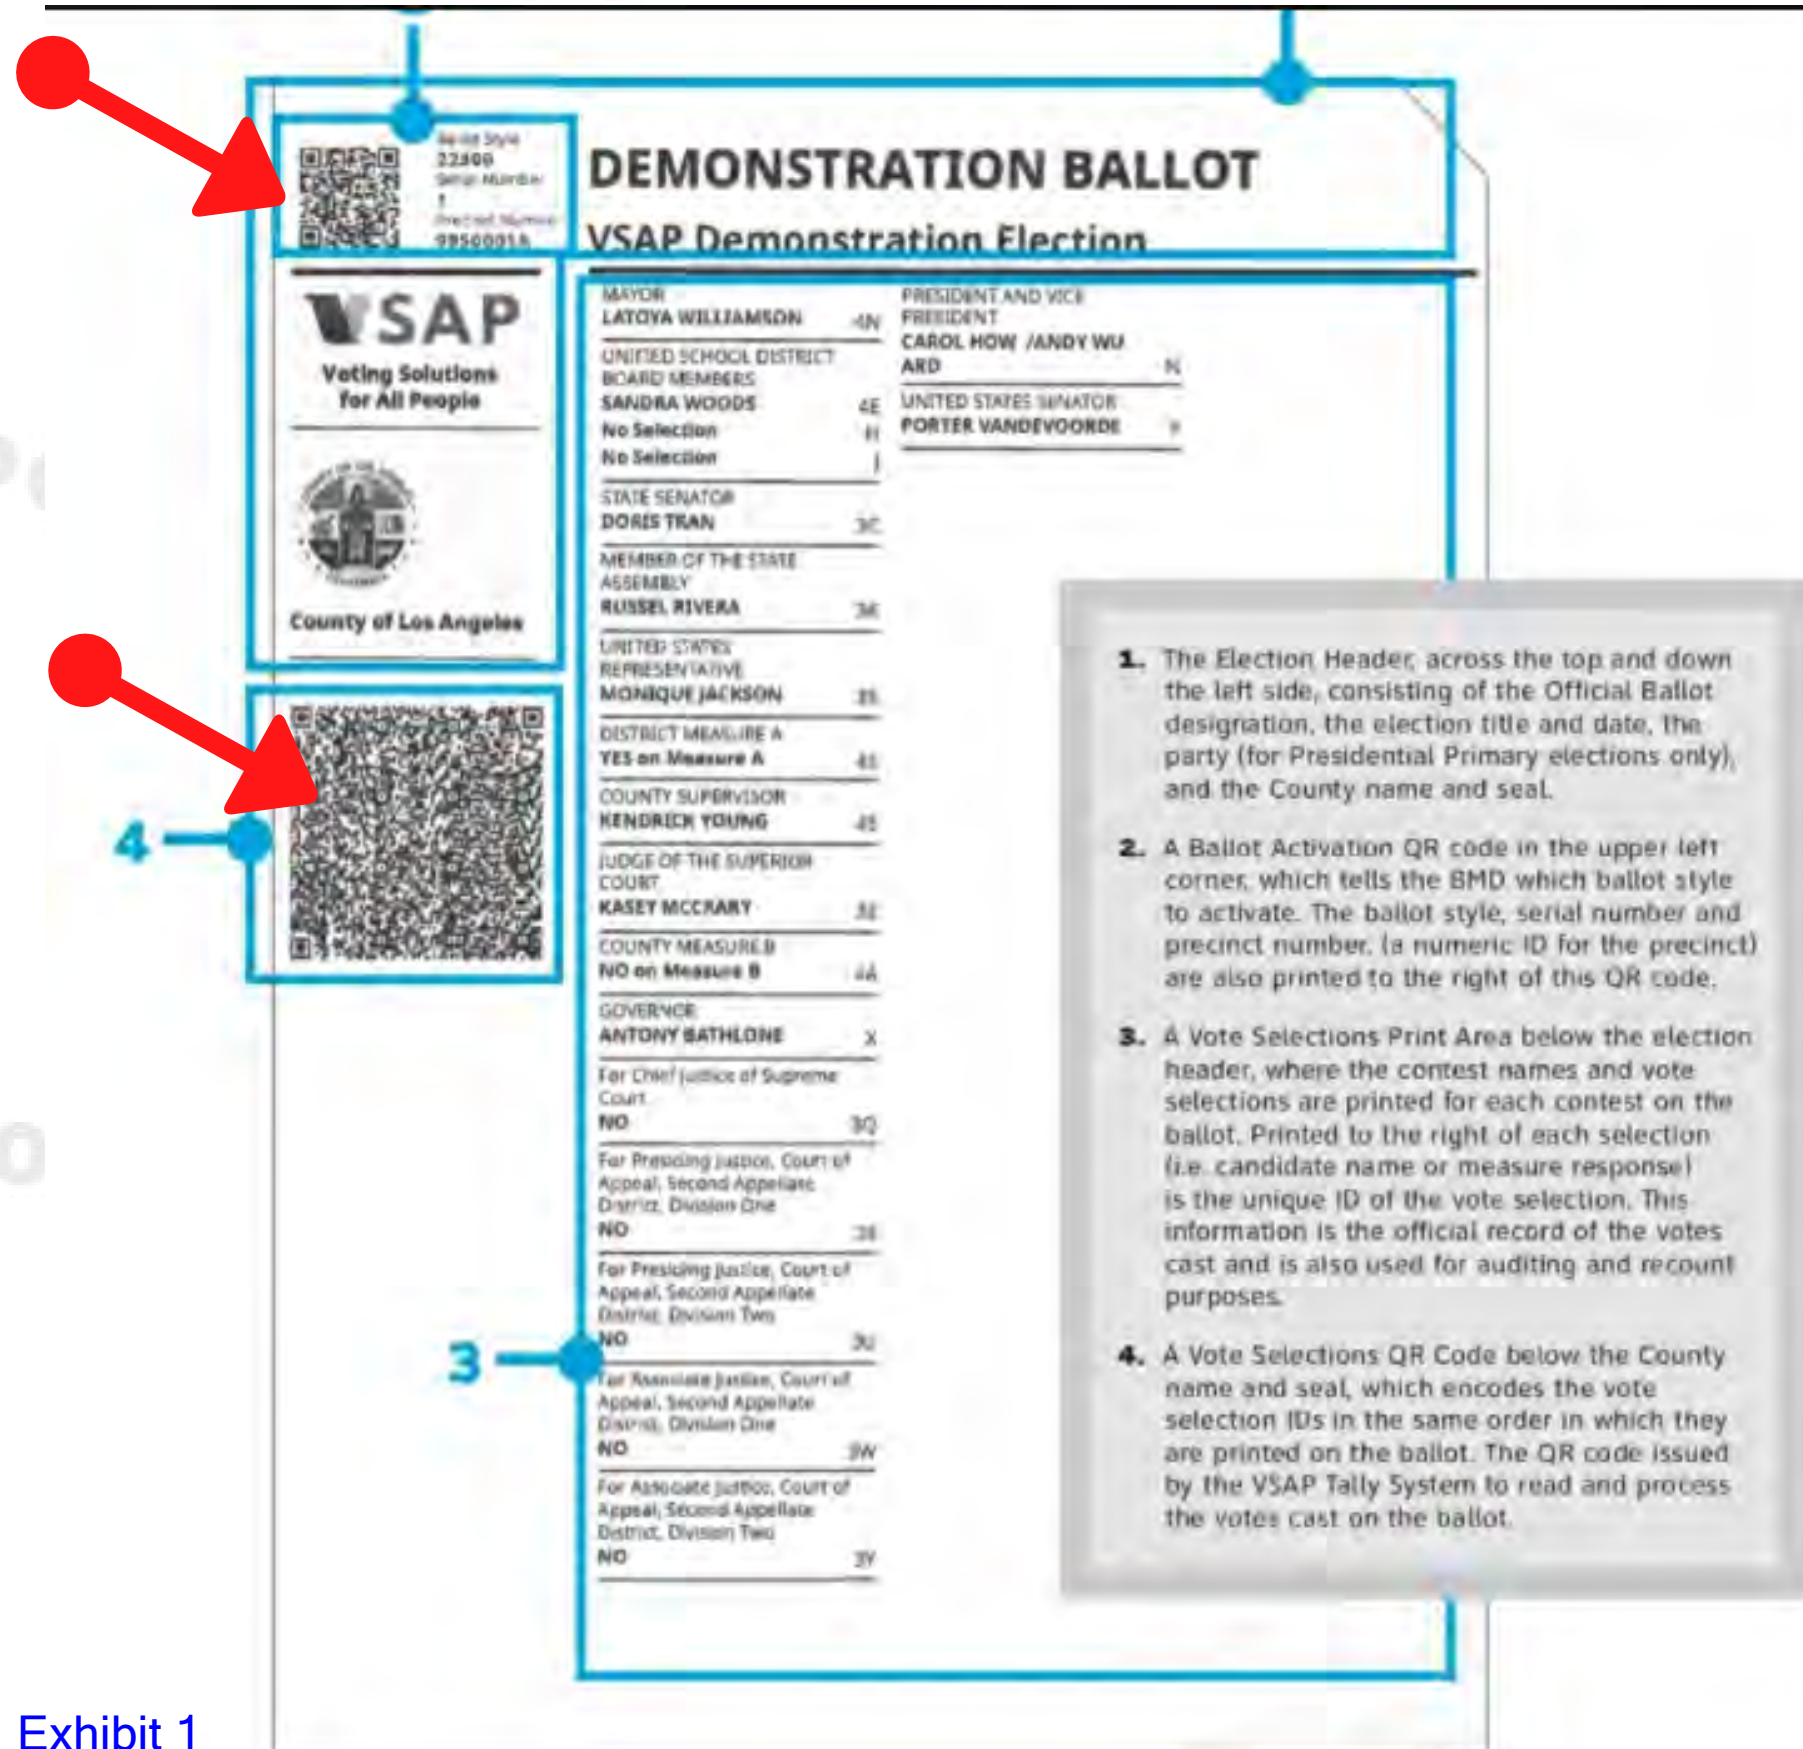 Ballot Style
22800
Serial Number
1
Precinct Number
9950001A
DEMONSTRATION BALLOT
VSAP Demonstration Election
VSAP
Voting Solutions
for All People
County of Los Angeles
4
3
MAYOR
LATOYA WILLIAMSON 4N
UNIFIED SCHOOL DISTRICT
BOARD MEMBERS
SANDRA WOODS 4E
No Selection H
No Selection J
STATE SENATOR
DORIS TRAN 3C
MEMBER OF THE STATE
ASSEMBLY
RUSSEL RIVERA
UNITED STATES
REPRESENTATIVE
MONIQUE JACKSON
DISTRICT MEASURE A
YES on Measure A
COUNTY SUPERVISOR
KENDRICK YOUNG
JUDGE OF THE SUPERIOR
COURT
KASEY MCCRARY
COUNTY MEASURE B
NO on Measure B 4A
GOVERNOR
ANTONY BATHLONE X
For Chief Justice of Supreme
Court
NO 3Q
For Presiding Justice, Court of
Appeal, Second Appellate
District, Division One
NO
For Presiding Justice, Court of
Appeal, Second Appellate
District, Division Two
NO 3U
For Associate Justice, Court of
Appeal, Second Appellate
District, Division One
NO 3W
For Associate Justice, Court of
Appeal, Second Appellate
District, Division Two
NO 3Y
PRESIDENT AND VICE
PRESIDENT
CAROL HOW /ANDY WU
ARD N
UNITED STATES SENATOR
PORTER VANDEVOORDE
1. The Election Header, across the top and down
the left side, consisting of the Official Ballot
designation, the election title and date, the
party (for Presidential Primary elections only),
and the County name and seal.
2. A Ballot Activation QR code in the upper left
corner, which tells the BMD which ballot style
to activate. The ballot style, serial number and
precinct number, (a numeric ID for the precinct)
are also printed to the right of this QR code.
3. A Vote Selections Print Area below the election
header, where the contest names and vote
selections are printed for each contest on the
ballot. Printed to the right of each selection
(i.e. candidate name or measure response)
is the unique ID of the vote selection. This
information is the official record of the votes
cast and is also used for auditing and recount
purposes.
4. A Vote Selections QR Code below the County
name and seal, which encodes the vote
selection IDs in the same order in which they
are printed on the ballot. The QR code issued
by the VSAP Tally System to read and process
the votes cast on the ballot.
Exhibit 1